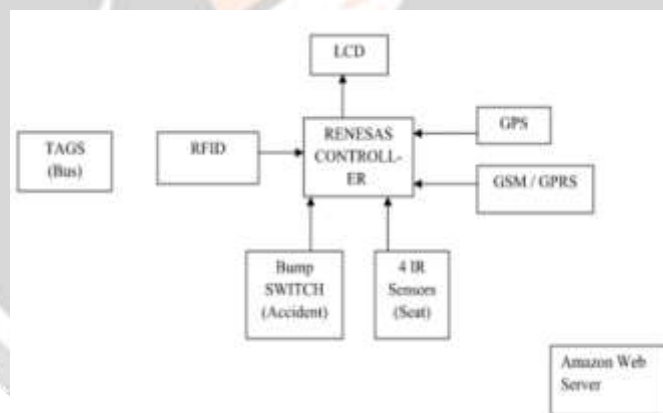 LCD
RENESAS
CONTROLL-
ER
GPS
TAGS
(Bus)
RFID
GSM / GPRS
Bump
SWITCH
(Accident)
4 IR
Sensors
(Seat)
Amazon Web
Server